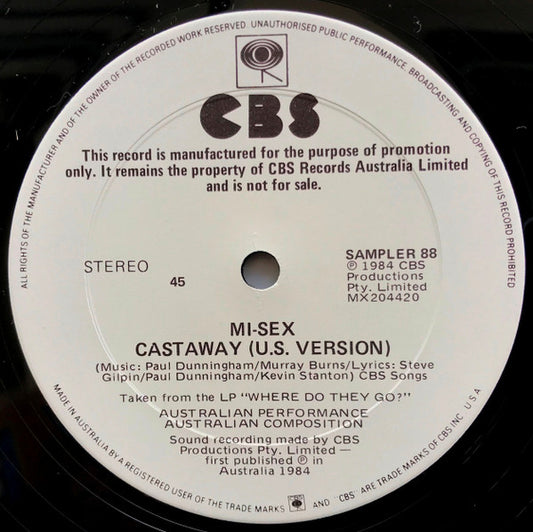 ALL RIGHTS OF THE MANUFACTURER AND OF THE OWNER OF THE RECORDED WORK RESERVED. UNAUTHORISED PUBLIC PERFORMANCE, BROADCASTING AND COPYING OF THIS RECORD PROHIBITED
CBS
This record is manufactured for the purpose of promotion
only. It remains the property of CBS Records Australia Limited
and is not for sale.
STEREO
45
SAMPLER 88
℗ 1984 CBS
Productions
Pty. Limited
MX204420
MI-SEX
CASTAWAY (U.S. VERSION)
(Music: Paul Dunningham/Murray Burns/Lyrics: Steve
Gilpin/Paul Dunningham/Kevin Stanton) CBS Songs
Taken from the LP "WHERE DO THEY GO?"
AUSTRALIAN PERFORMANCE
AUSTRALIAN COMPOSITION
Sound recording made by CBS
Productions Pty. Limited —
first published ℗ in
Australia 1984
MADE IN AUSTRALIA BY A REGISTERED USER OF THE TRADE MARKS AND "CBS" ARE TRADE MARKS OF CBS INC USA